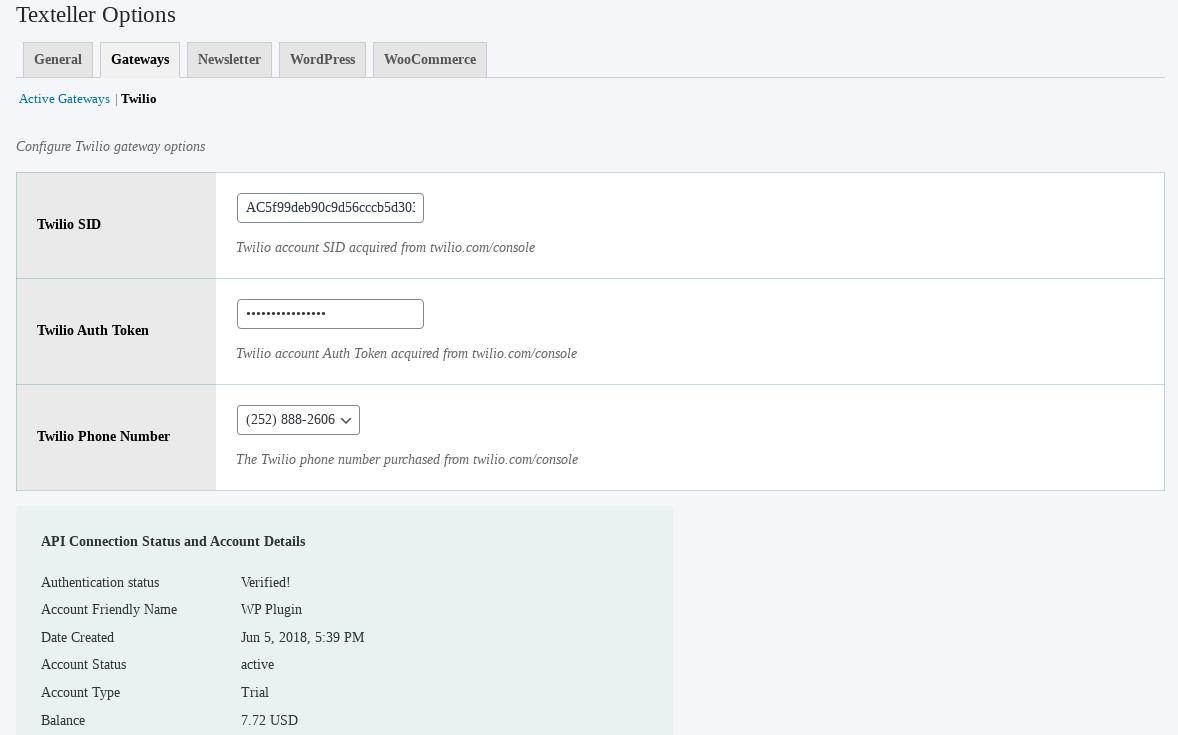 Texteller Options
General Gateways Newsletter WordPress WooCommerce
Active Gateways | Twilio
Configure Twilio gateway options
Twilio SID
AC5f99deb90c9d56cccb5d303
Twilio account SID acquired from twilio.com/console
Twilio Auth Token
••••••••••••••••
Twilio account Auth Token acquired from twilio.com/console
Twilio Phone Number
(252) 888-2606
The Twilio phone number purchased from twilio.com/console
API Connection Status and Account Details
Authentication status Verified!
Account Friendly Name WP Plugin
Date Created Jun 5, 2018, 5:39 PM
Account Status active
Account Type Trial
Balance 7.72 USD